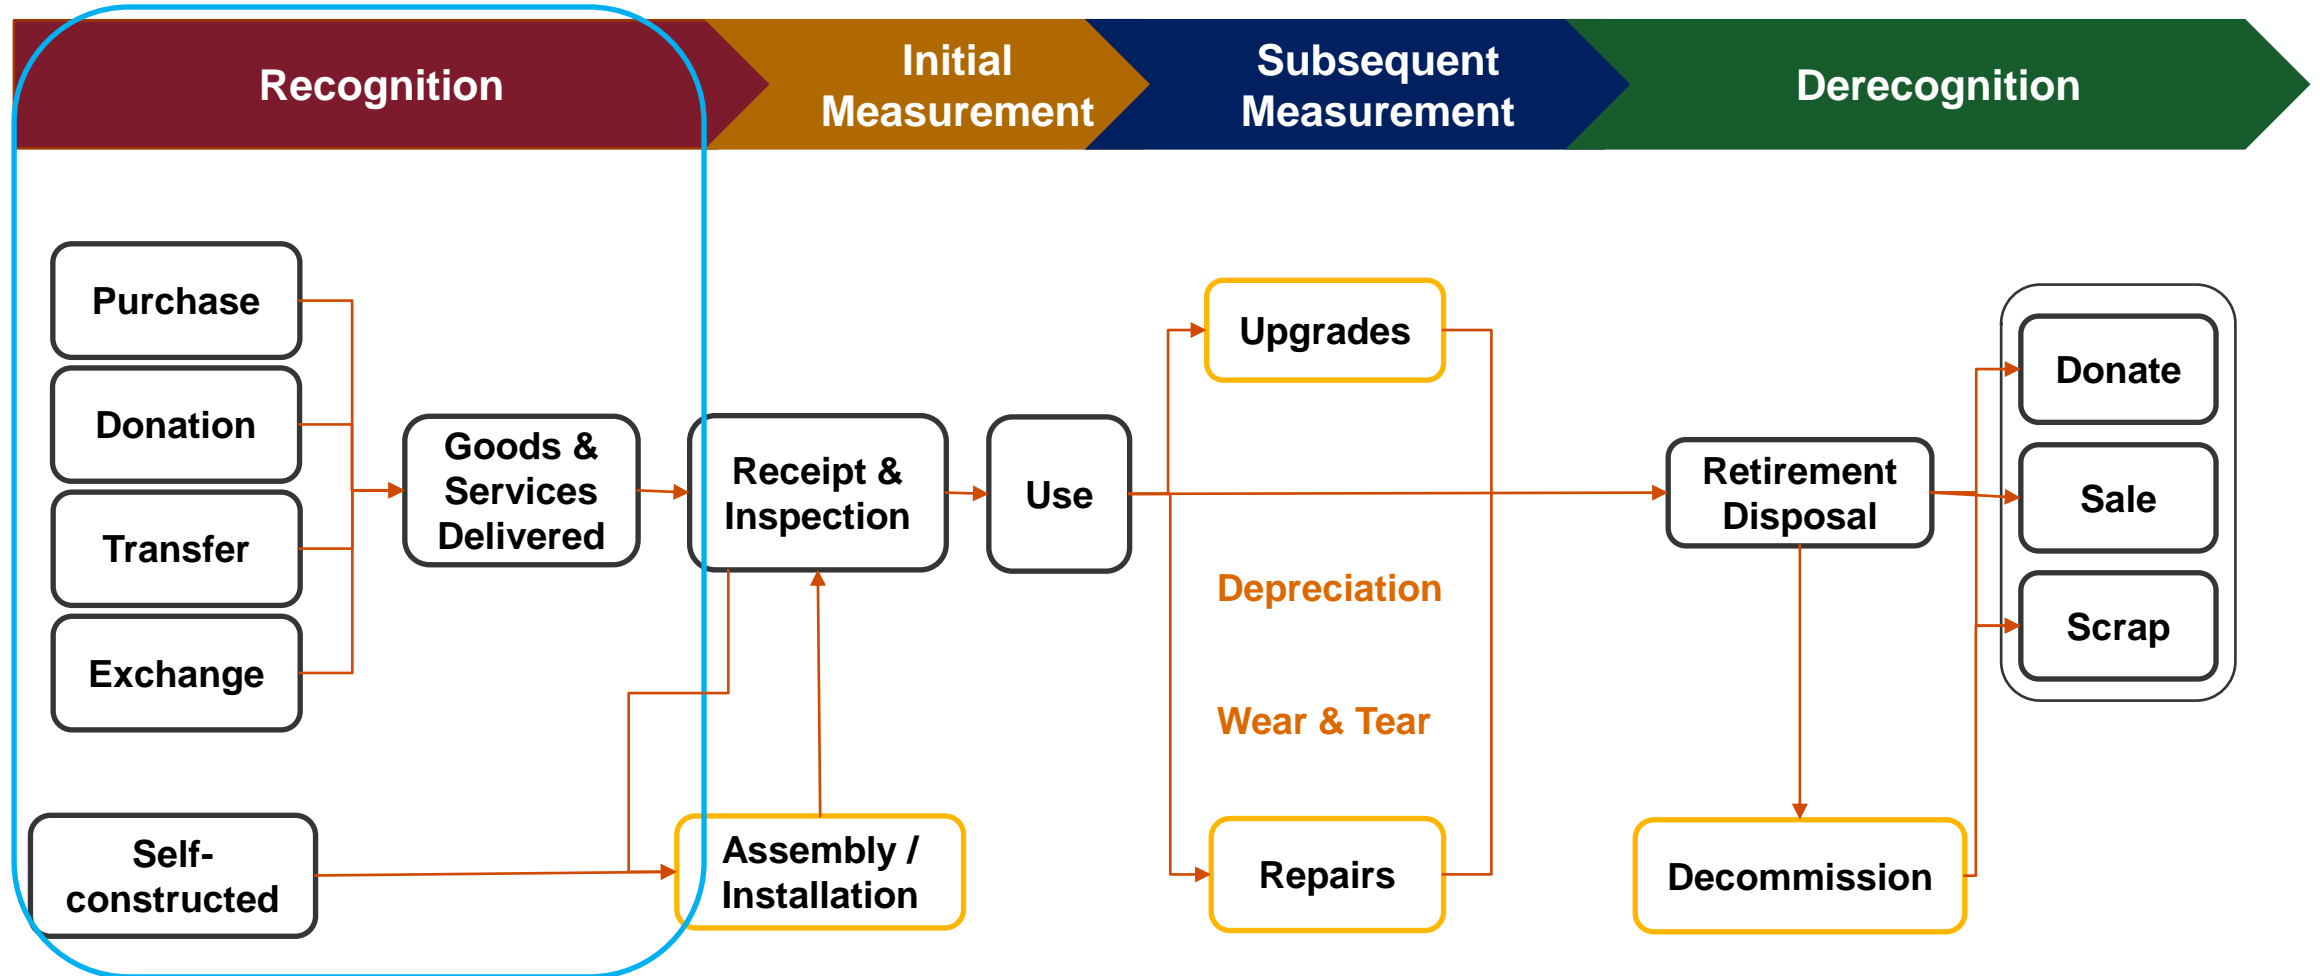 Recognition
Initial
Measurement
Subsequent
Measurement
Derecognition
Purchase
Donation
Transfer
Exchange
Self-
constructed
Goods &
Services
Delivered
Receipt &
Inspection
Assembly /
Installation
Use
Upgrades
Depreciation
Wear & Tear
Repairs
Retirement
Disposal
Decommission
Donate
Sale
Scrap